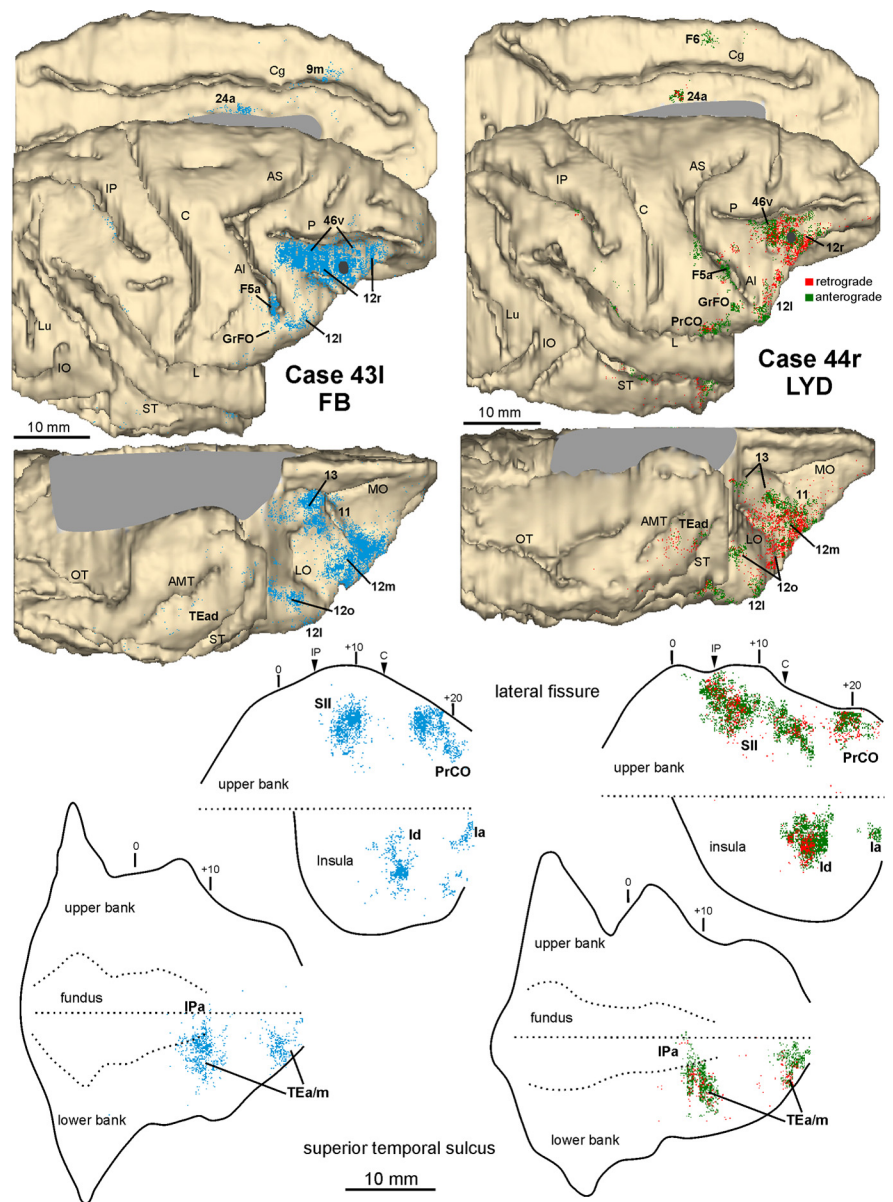 9m
Cg
24a
AS
IP
C
P
46v
AI
F5a
12r
Lu
GrFO
12l
IO
L
Case 43l
FB
ST
10 mm
F6
Cg
24a
AS
IP
C
P
46v
12r
F5a
AI
retrograde
anterograde
GrFO
12l
PrCO
Lu
L
IO
ST
Case 44r
LYD
10 mm
13
MO
11
OT
AMT
LO
12m
TEad
12o
12l
ST
13
MO
11
AMT
TEad
LO
12m
OT
ST
12o
12l
lateral fissure
0
IP
+10
C
+20
SII
PrCO
upper bank
Id
Ia
Insula
0
IP
+10
C
+20
SII
PrCO
upper bank
insula
Ia
Id
0
+10
upper bank
fundus
IPa
TEa/m
lower bank
0
+10
upper bank
fundus
IPa
TEa/m
lower bank
superior temporal sulcus
10 mm